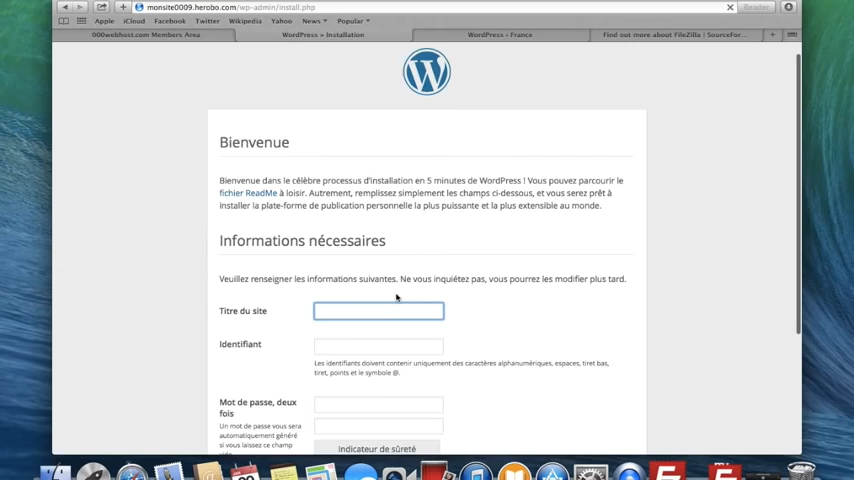 monsite0009.herobo.com/wp-admin/install.php
Reader
Apple iCloud Facebook Twitter Wikipedia Yahoo News Popular
000webhost.com Members Area
WordPress › Installation
WordPress › France
Find out more about FileZilla | SourceFor...
Bienvenue
Bienvenue dans le célèbre processus d'installation en 5 minutes de WordPress ! Vous pouvez parcourir le
fichier ReadMe à loisir. Autrement, remplissez simplement les champs ci-dessous, et vous serez prêt à
installer la plate-forme de publication personnelle la plus puissante et la plus extensible au monde.
Informations nécessaires
Veuillez renseigner les informations suivantes. Ne vous inquiétez pas, vous pourrez les modifier plus tard.
Titre du site
Identifiant
Les identifiants doivent contenir uniquement des caractères alphanumériques, espaces, tiret bas,
tiret, points et le symbole @.
Mot de passe, deux
fois
Un mot de passe vous sera
automatiquement généré
si vous laissez ce champ
Indicateur de sûreté